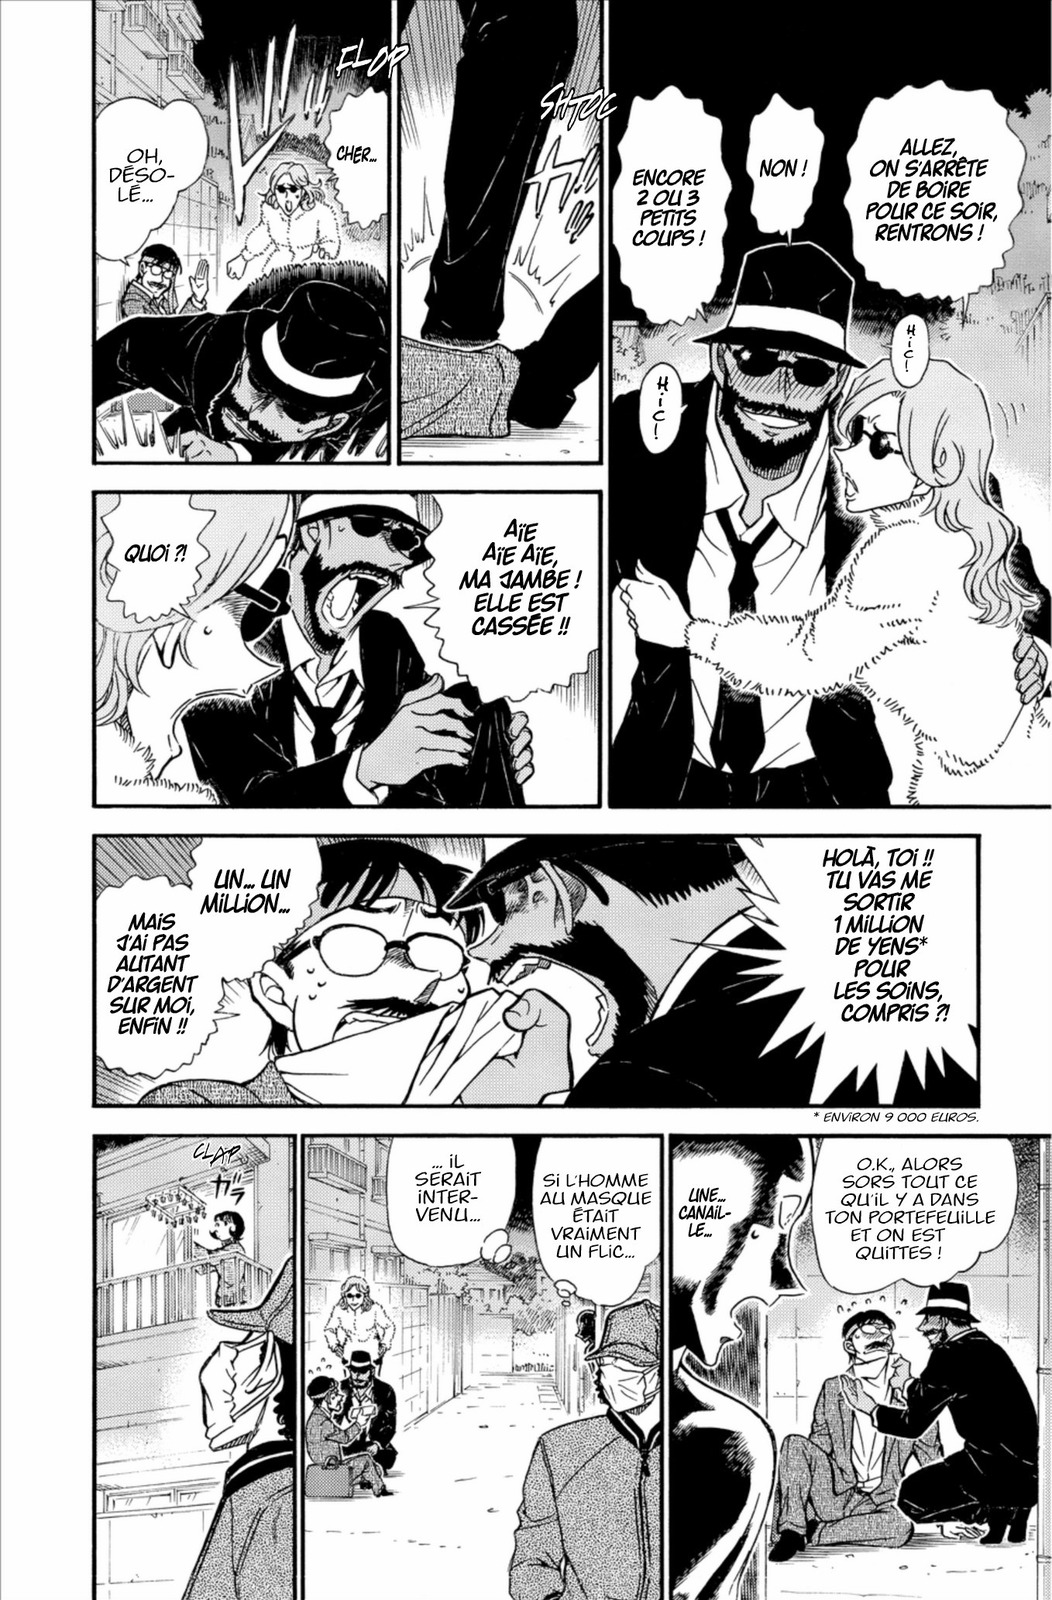 ALLEZ,
ON S'ARRÊTE
DE BOIRE
POUR CE SOIR,
RENTRONS !
NON !
ENCORE
2 OU 3
PETITS
COUPS !
HIC!
HIC!
SHTOC
FLOP
CHER...
OH,
DÉSO-
LÉ...
AÏE
AÏE AÏE,
MA JAMBE !
ELLE EST
CASSÉE !!
QUOI ?!
HOLÀ, TOI !!
TU VAS ME
SORTIR
1 MILLION
DE YENS*
POUR
LES SOINS,
COMPRIS ?!
UN... UN
MILLION...
MAIS
J'AI PAS
AUTANT
D'ARGENT
SUR MOI,
ENFIN !!
* ENVIRON 9 000 EUROS.
O.K., ALORS
SORS TOUT CE
QU'IL Y A DANS
TON PORTEFEUILLE
ET ON EST
QUITTES !
UNE...
CANAIL-
LE...
SI L'HOMME
AU MASQUE
ÉTAIT
VRAIMENT
UN FLIC...
... IL
SERAIT
INTER-
VENU...
CLAP
ガラ